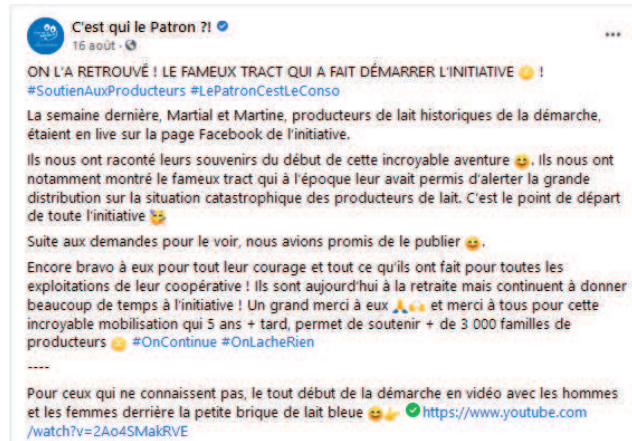 C'est qui le Patron ?!
16 août
ON L'A RETROUVÉ ! LE FAMEUX TRACT QUI A FAIT DÉMARRER L'INITIATIVE 😳 !
#SoutienAuxProducteurs #LePatronCestLeConso
La semaine dernière, Martial et Martine, producteurs de lait historiques de la démarche,
étaient en live sur la page Facebook de l'initiative.
Ils nous ont raconté leurs souvenirs du début de cette incroyable aventure 😄. Ils nous ont
notamment montré le fameux tract qui à l'époque leur avait permis d'alerter la grande
distribution sur la situation catastrophique des producteurs de lait. C'est le point de départ
de toute l'initiative 🥳
Suite aux demandes pour le voir, nous avions promis de le publier 😄.
Encore bravo à eux pour tout leur courage et tout ce qu'ils ont fait pour toutes les
exploitations de leur coopérative ! Ils sont aujourd'hui à la retraite mais continuent à donner
beaucoup de temps à l'initiative ! Un grand merci à eux 🙏🙌 et merci à tous pour cette
incroyable mobilisation qui 5 ans + tard, permet de soutenir + de 3 000 familles de
producteurs 😳 #OnContinue #OnLacheRien
----
Pour ceux qui ne connaissent pas, le tout début de la démarche en vidéo avec les hommes
et les femmes derrière la petite brique de lait bleue 😄👉 ✅https://www.youtube.com
/watch?v=2Ao4SMakRVE